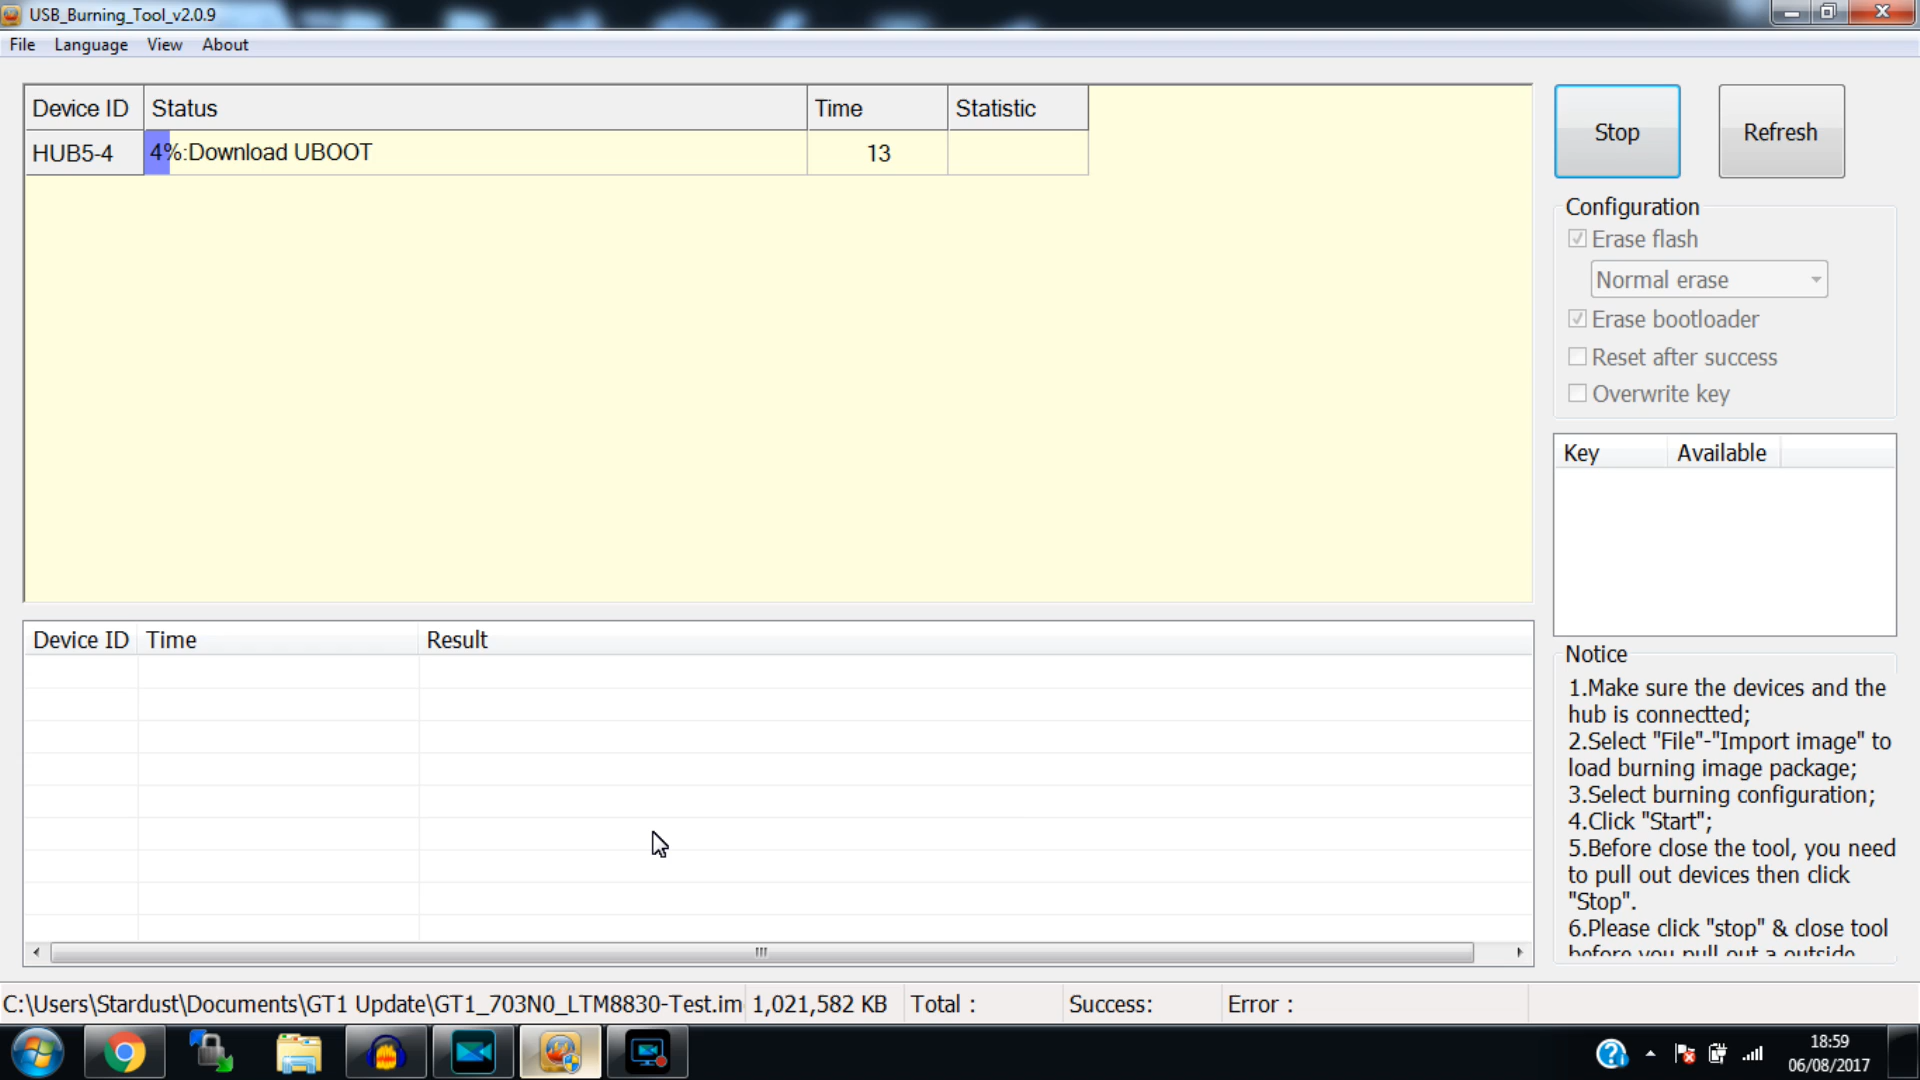 USB_Burning_Tool_v2.0.9
File Language View About
Device ID Status Time Statistic
HUB5-4 4%:Download UBOOT 13
Stop
Refresh
Configuration
Erase flash
Normal erase
Erase bootloader
Reset after success
Overwrite key
Key Available
Device ID Time Result
Notice
1.Make sure the devices and the
hub is connectted;
2.Select "File"-"Import image" to
load burning image package;
3.Select burning configuration;
4.Click "Start";
5.Before close the tool, you need
to pull out devices then click
"Stop".
6.Please click "stop" & close tool
before you pull out a outside
C:\Users\Stardust\Documents\GT1 Update\GT1_703N0_LTM8830-Test.im 1,021,582 KB Total : Success: Error :
18:59
06/08/2017